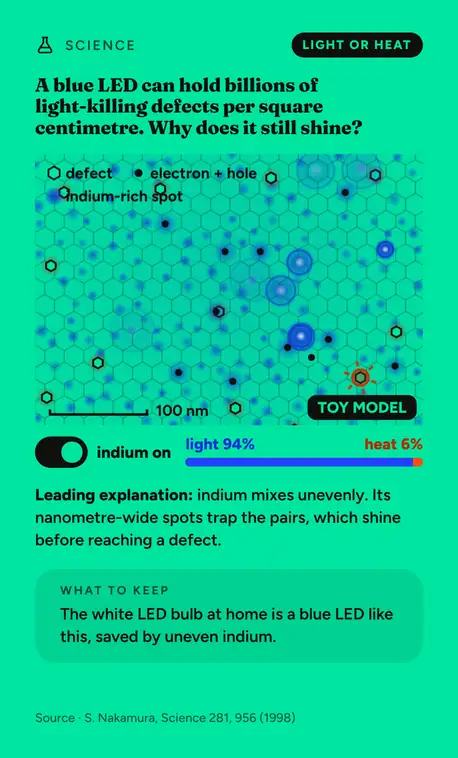 SCIENCE
LIGHT OR HEAT
A blue LED can hold billions of
light-killing defects per square
centimetre. Why does it still shine?
defect
electron + hole
indium-rich spot
100 nm
TOY MODEL
indium on
light 94%
heat 6%
Leading explanation: indium mixes unevenly. Its
nanometre-wide spots trap the pairs, which shine
before reaching a defect.
WHAT TO KEEP
The white LED bulb at home is a blue LED like
this, saved by uneven indium.
Source · S. Nakamura, Science 281, 956 (1998)